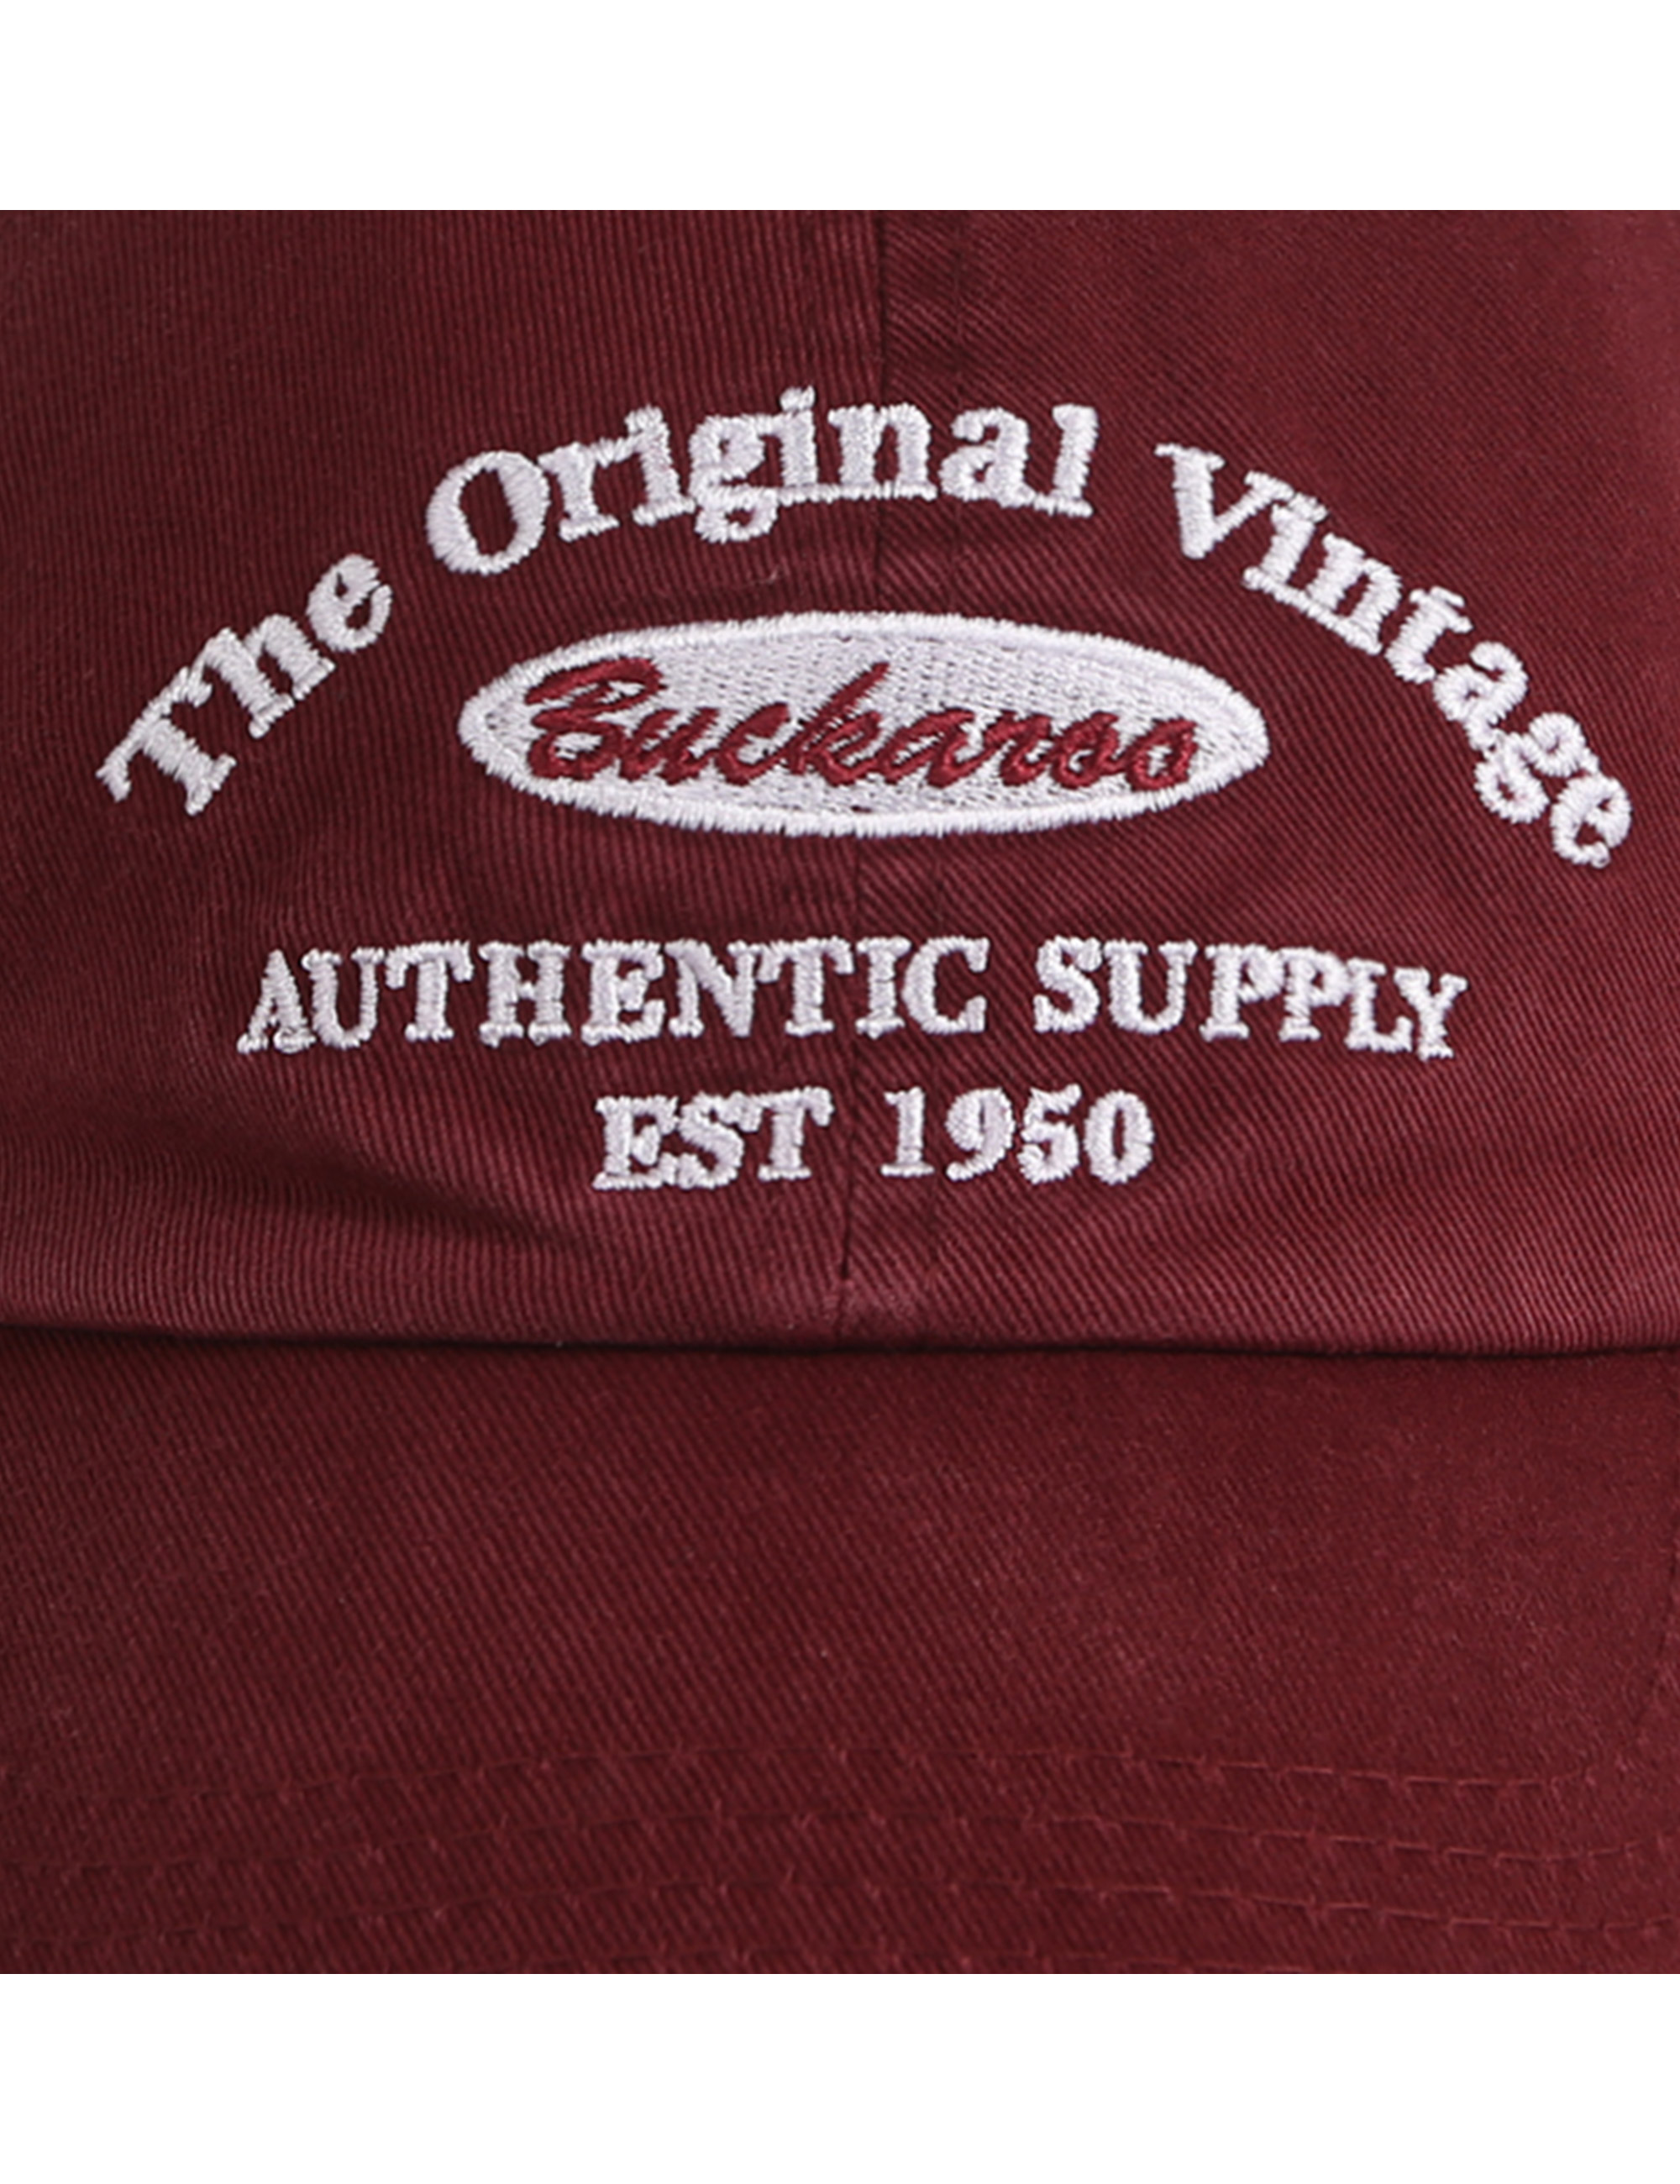 The Original Vintage
Buckaroo
AUTHENTIC SUPPLY
EST 1950